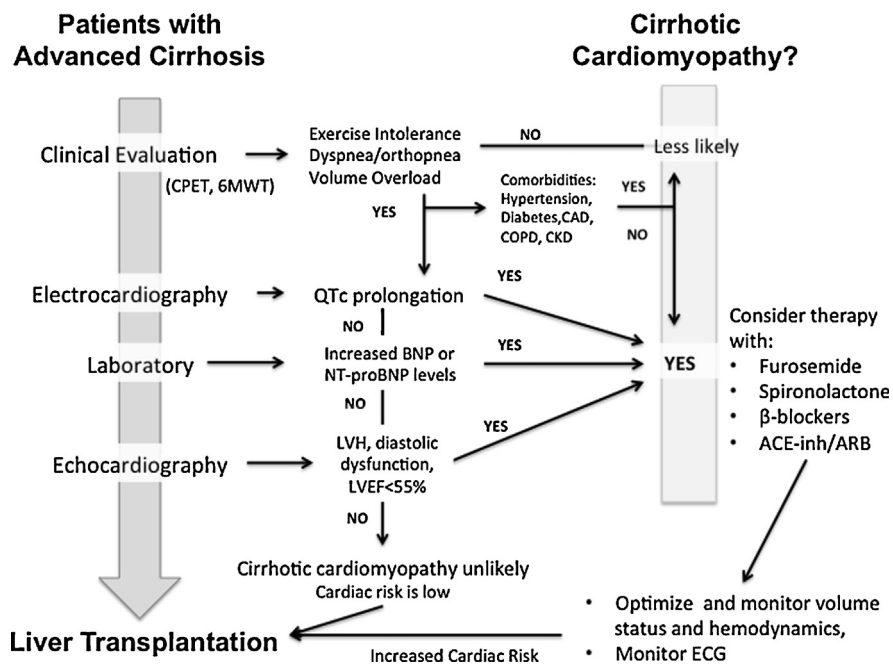 Patients with
Advanced Cirrhosis
Cirrhotic
Cardiomyopathy?
Clinical Evaluation
(CPET, 6MWT)
Exercise Intolerance
Dyspnea/orthopnea
Volume Overload
NO
Less likely
YES
Comorbidities:
Hypertension,
Diabetes,CAD,
COPD, CKD
YES
NO
Electrocardiography
QTc prolongation
YES
NO
Laboratory
Increased BNP or
NT-proBNP levels
YES
YES
NO
Echocardiography
LVH, diastolic
dysfunction,
LVEF<55%
YES
NO
Consider therapy
with:
• Furosemide
• Spironolactone
• β-blockers
• ACE-inh/ARB
Cirrhotic cardiomyopathy unlikely
Cardiac risk is low
• Optimize and monitor volume
status and hemodynamics,
• Monitor ECG
Liver Transplantation
Increased Cardiac Risk